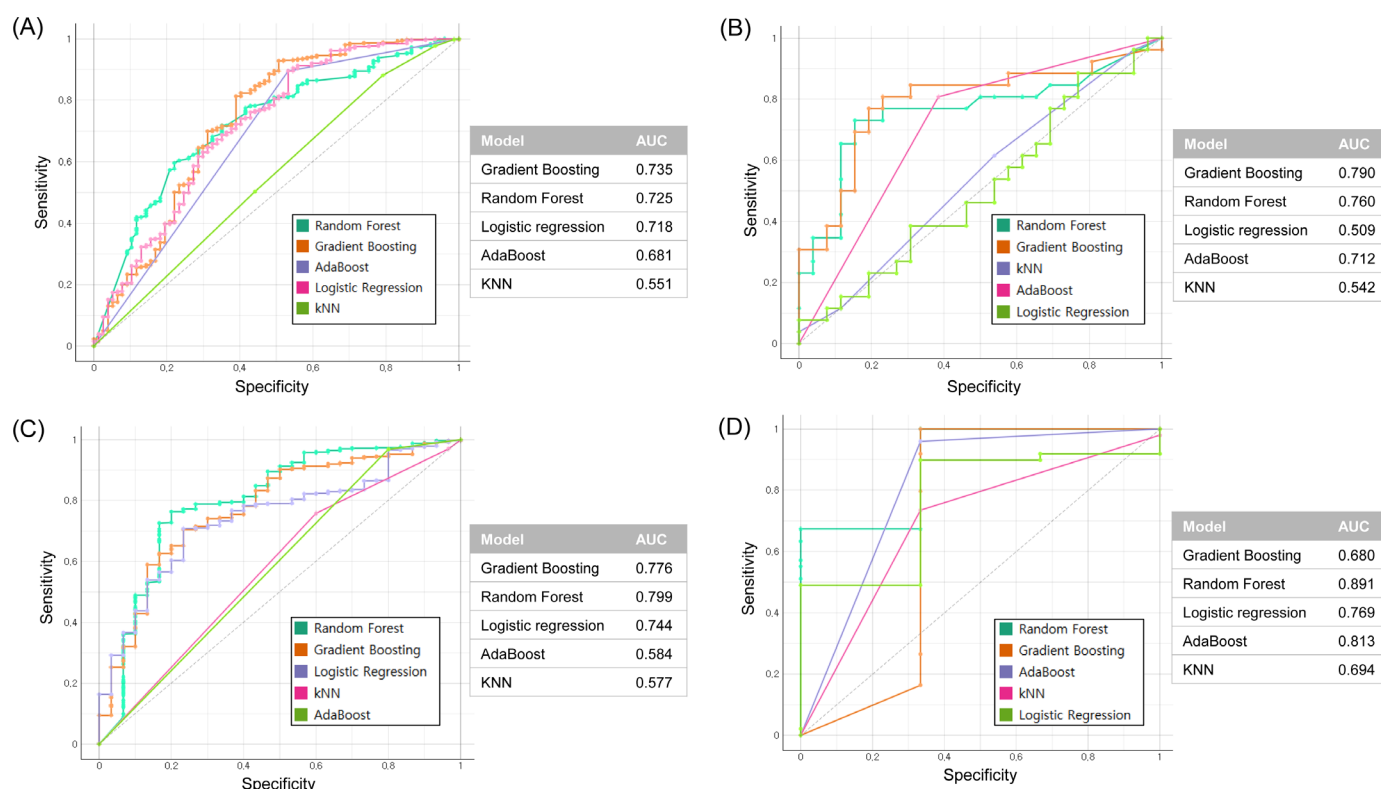 (A)
Sensitivity
1
0,8
0,6
0,4
0,2
0
0
0,2
0,4
0,6
0,8
1
Specificity
Random Forest
Gradient Boosting
AdaBoost
Logistic Regression
kNN
Model AUC
Gradient Boosting 0.735
Random Forest 0.725
Logistic regression 0.718
AdaBoost 0.681
KNN 0.551
(B)
Sensitivity
1
0,8
0,6
0,4
0,2
0
0
0,2
0,4
0,6
0,8
1
Specificity
Random Forest
Gradient Boosting
kNN
AdaBoost
Logistic Regression
Model AUC
Gradient Boosting 0.790
Random Forest 0.760
Logistic regression 0.509
AdaBoost 0.712
KNN 0.542
(C)
Sensitivity
1
0,8
0,6
0,4
0,2
0
0
0,2
0,4
0,6
0,8
1
Specificity
Random Forest
Gradient Boosting
Logistic Regression
kNN
AdaBoost
Model AUC
Gradient Boosting 0.776
Random Forest 0.799
Logistic regression 0.744
AdaBoost 0.584
KNN 0.577
(D)
Sensitivity
1
0,8
0,6
0,4
0,2
0
0
0,2
0,4
0,6
0,8
1
Specificity
Random Forest
Gradient Boosting
AdaBoost
kNN
Logistic Regression
Model AUC
Gradient Boosting 0.680
Random Forest 0.891
Logistic regression 0.769
AdaBoost 0.813
KNN 0.694